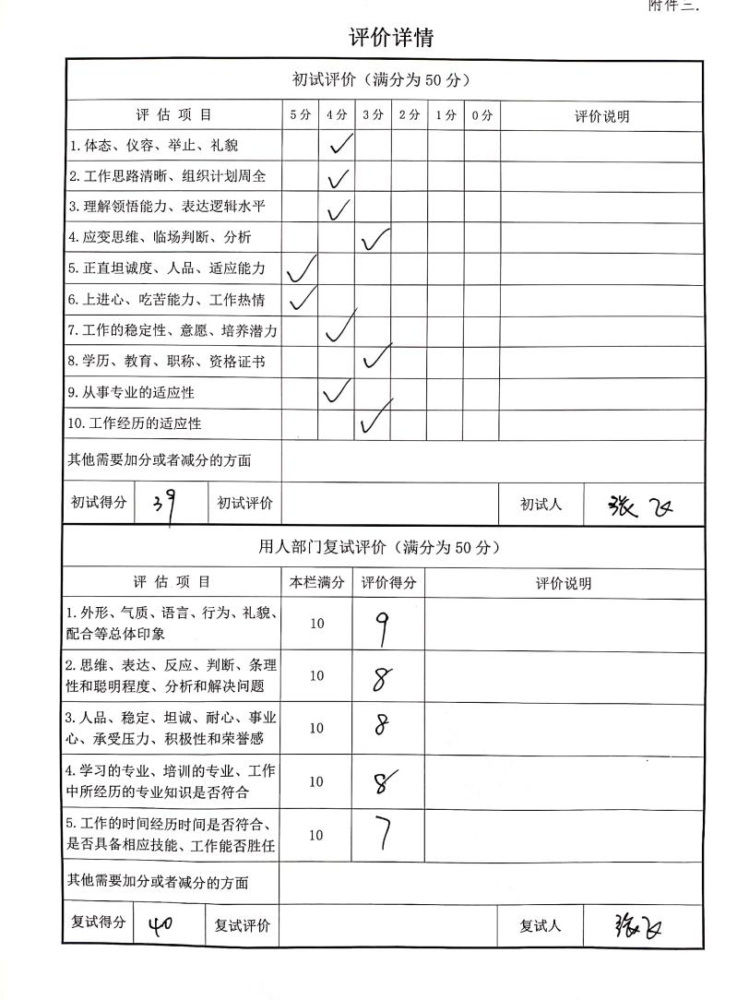 附件三.
评价详情
初试评价（满分为 50 分）
评 估 项 目 5分 4分 3分 2分 1分 0分 评价说明
1.体态、仪容、举止、礼貌 ✓
2.工作思路清晰、组织计划周全 ✓
3.理解领悟能力、表达逻辑水平 ✓
4.应变思维、临场判断、分析 ✓
5.正直坦诚度、人品、适应能力 ✓
6.上进心、吃苦能力、工作热情 ✓
7.工作的稳定性、意愿、培养潜力 ✓
8.学历、教育、职称、资格证书 ✓
9.从事专业的适应性 ✓
10.工作经历的适应性 ✓
其他需要加分或者减分的方面
初试得分 39 初试评价 初试人 张飞
用人部门复试评价（满分为 50 分）
评 估 项 目 本栏满分 评价得分 评价说明
1.外形、气质、语言、行为、礼貌、
配合等总体印象 10 9
2.思维、表达、反应、判断、条理
性和聪明程度、分析和解决问题 10 8
3.人品、稳定、坦诚、耐心、事业
心、承受压力、积极性和荣誉感 10 8
4.学习的专业、培训的专业、工作
中所经历的专业知识是否符合 10 8
5.工作的时间经历时间是否符合、
是否具备相应技能、工作能否胜任 10 7
其他需要加分或者减分的方面
复试得分 40 复试评价 复试人 张飞